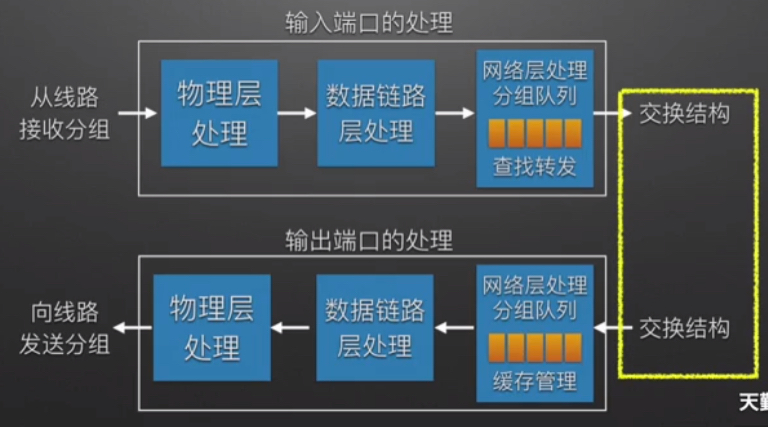 输入端口的处理
从线路
接收分组
物理层
处理
数据链路
层处理
网络层处理
分组队列
查找转发
交换结构
输出端口的处理
向线路
发送分组
物理层
处理
数据链路
层处理
网络层处理
分组队列
缓存管理
交换结构
天勤